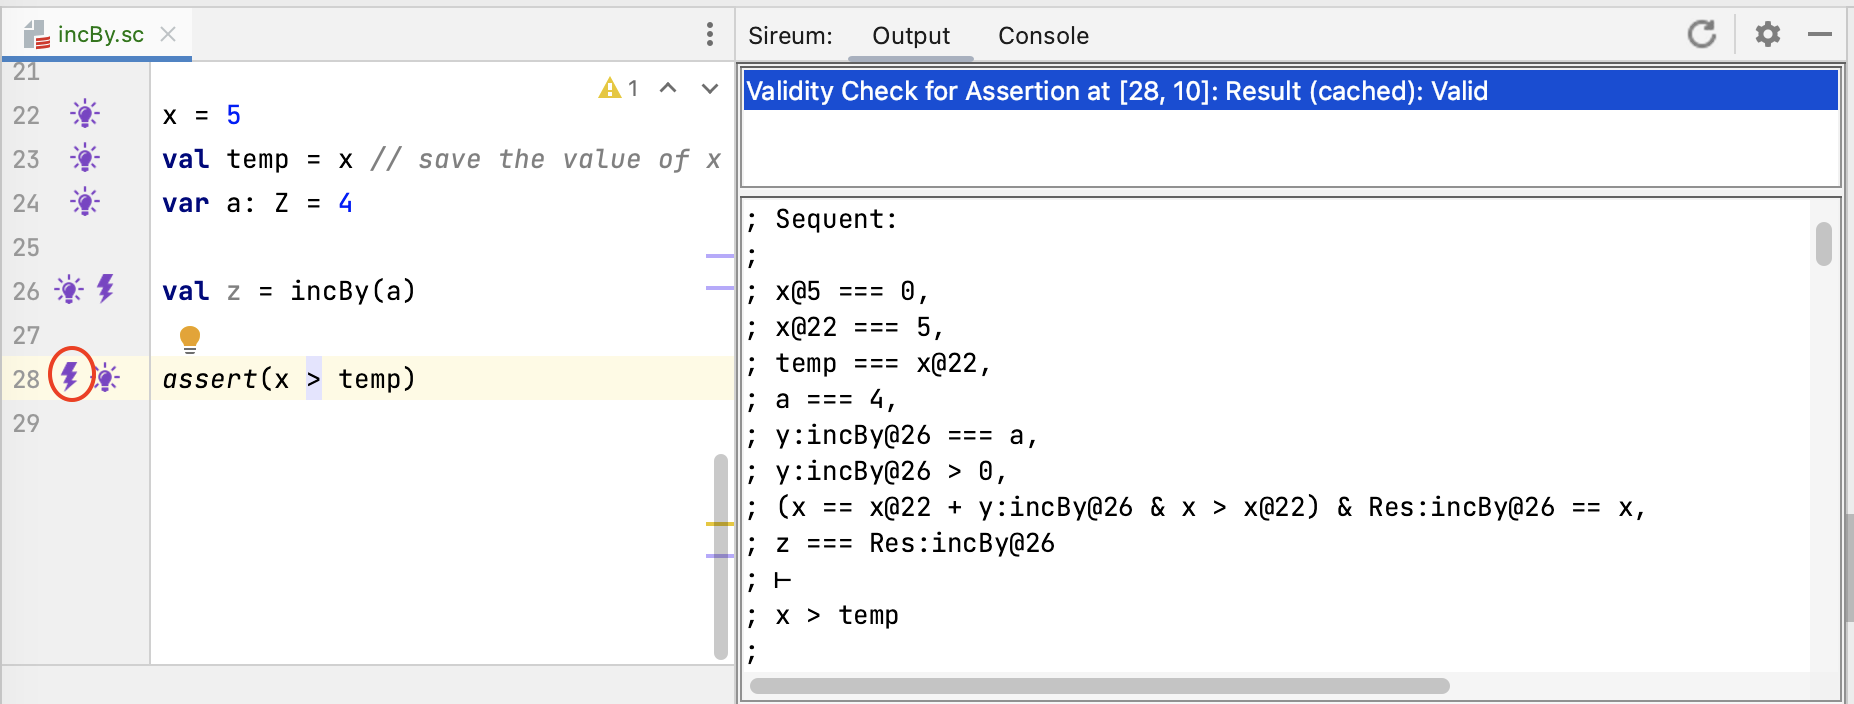 incBy.sc
Sireum: Output Console
21
1
22 x = 5
23 val temp = x // save the value of x
24 var a: Z = 4
25
26 val z = incBy(a)
27
28 assert(x > temp)
29
Validity Check for Assertion at [28, 10]: Result (cached): Valid
; Sequent:
;
; x@5 === 0,
; x@22 === 5,
; temp === x@22,
; a === 4,
; y:incBy@26 === a,
; y:incBy@26 > 0,
; (x == x@22 + y:incBy@26 & x > x@22) & Res:incBy@26 == x,
; z === Res:incBy@26
; ⊢
; x > temp
;